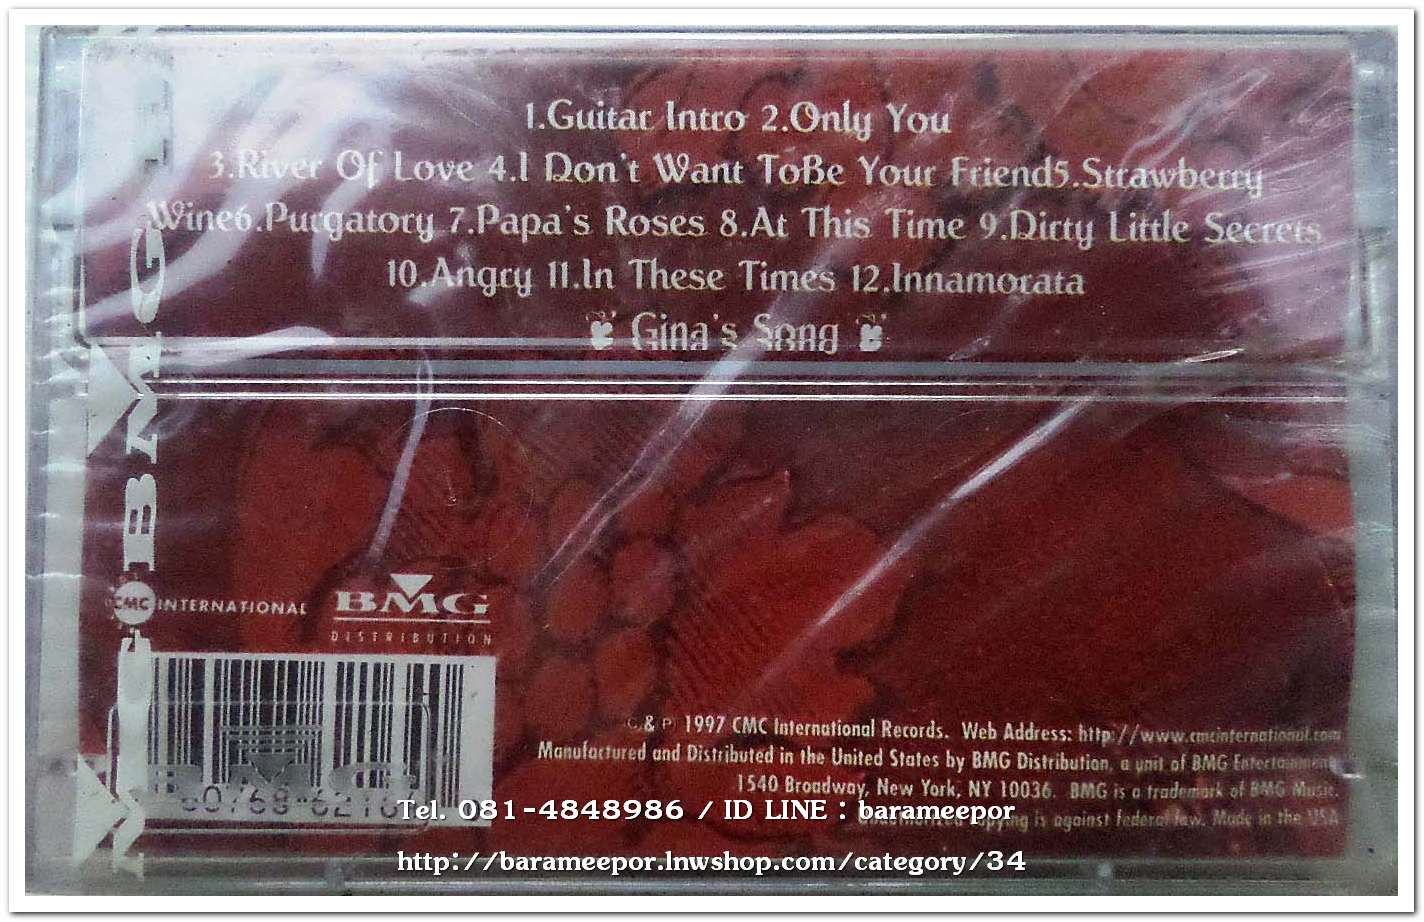 1.Guitar Intro 2.Only You
3.River Of Love 4.I Don't Want ToBe Your Friend5.Strawberry
Wine6.Purgatory 7.Papa's Roses 8.At This Time 9.Dirty Little Secrets
10.Angry 11.In These Times 12.Innamorata
Gina's Song
BMG
CMC INTERNATIONAL
BMG
DISTRIBUTION
C & P 1997 CMC International Records. Web Address: http://www.cmcinternational.com
Manufactured and Distributed in the United States by BMG Distribution, a unit of BMG Entertainment,
1540 Broadway, New York, NY 10036. BMG is a trademark of BMG Music.
Unauthorized copying is against federal law. Made in the USA
BMG
Tel. 081-4848986 / ID LINE : barameepor
http://barameepor.lnwshop.com/category/34